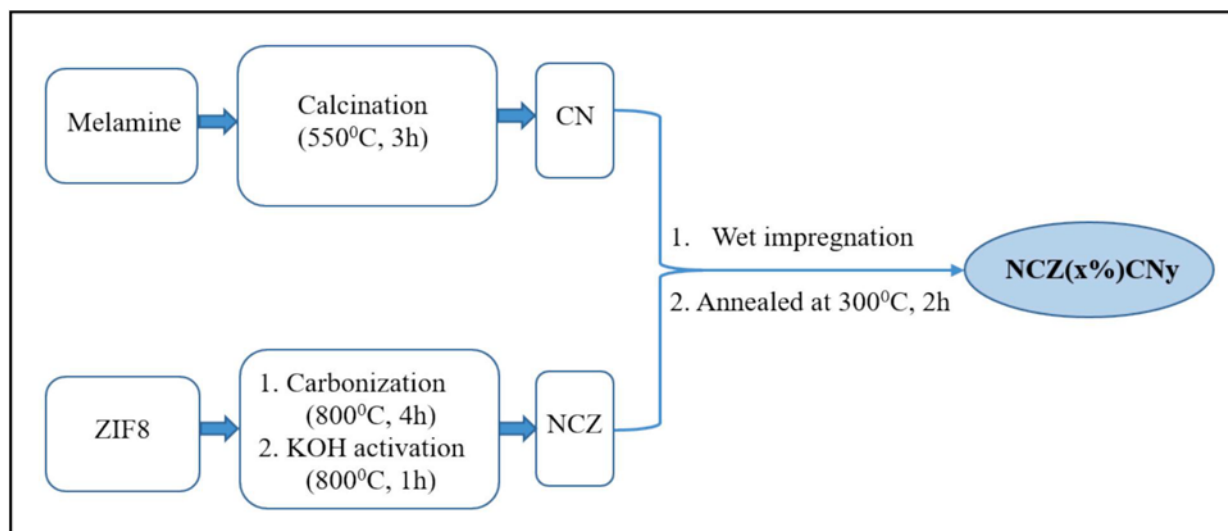 Melamine
Calcination
(550⁰C, 3h)
CN
1. Wet impregnation
2. Annealed at 300⁰C, 2h
NCZ(x%)CNy
ZIF8
1. Carbonization
(800⁰C, 4h)
2. KOH activation
(800⁰C, 1h)
NCZ